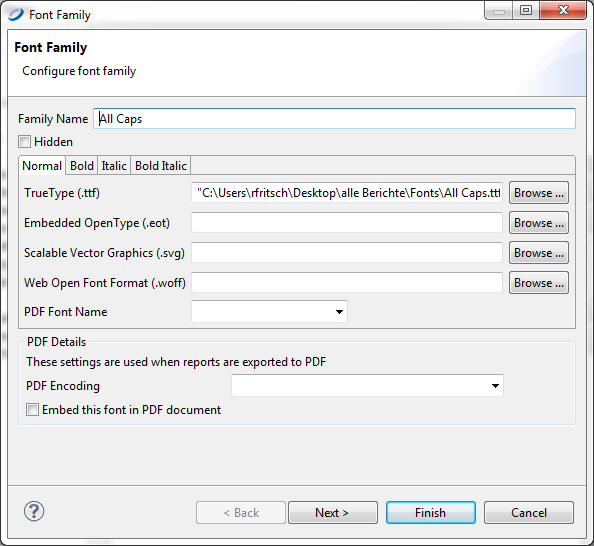 Font Family
Font Family
Configure font family
Family Name All Caps
Hidden
Normal Bold Italic Bold Italic
TrueType (.ttf) "C:\Users\rfritsch\Desktop\alle Berichte\Fonts\All Caps.ttf Browse ...
Embedded OpenType (.eot) Browse ...
Scalable Vector Graphics (.svg) Browse ...
Web Open Font Format (.woff) Browse ...
PDF Font Name
PDF Details
These settings are used when reports are exported to PDF
PDF Encoding
Embed this font in PDF document
? < Back Next > Finish Cancel